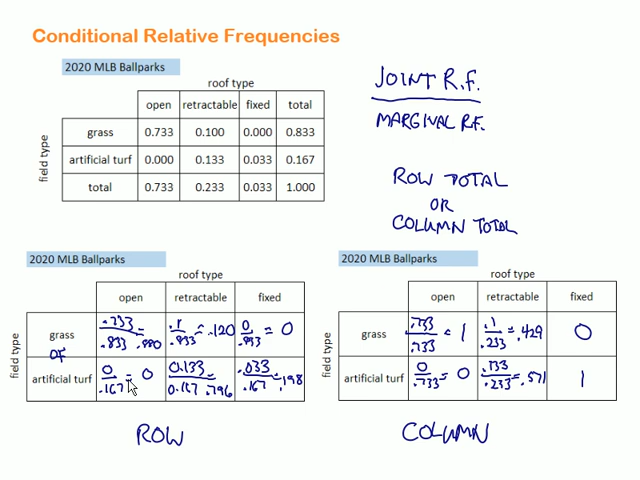 Conditional Relative Frequencies
2020 MLB Ballparks
roof type
open retractable fixed total
grass 0.733 0.100 0.000 0.833
artificial turf 0.000 0.133 0.033 0.167
total 0.733 0.233 0.033 1.000
field type
JOINT R.F.
MARGINAL R.F.
ROW TOTAL
OR
COLUMN TOTAL
2020 MLB Ballparks
roof type
open retractable fixed
grass .733/.833 = .880 .1/.833 = .120 0/.833 = 0
artificial turf 0/.167 = 0 0.133/0.167 = .796 .033/.167 = .198
field type
ROW
2020 MLB Ballparks
roof type
open retractable fixed
grass .733/.733 = 1 .1/.233 = .429 0
artificial turf 0/.733 = 0 .133/.233 = .571 1
field type
COLUMN